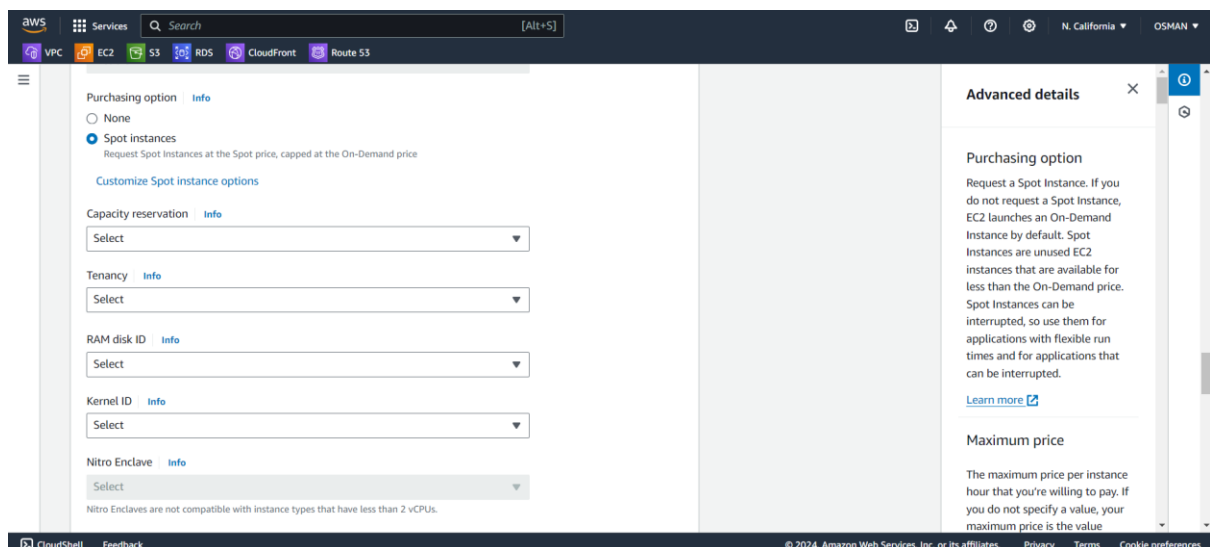 aws
Services
Search
[Alt+S]
N. California
OSMAN
VPC
EC2
S3
RDS
CloudFront
Route 53
Purchasing option
Info
None
Spot instances
Request Spot Instances at the Spot price, capped at the On-Demand price
Customize Spot instance options
Capacity reservation
Info
Select
Tenancy
Info
Select
RAM disk ID
Info
Select
Kernel ID
Info
Select
Nitro Enclave
Info
Select
Nitro Enclaves are not compatible with instance types that have less than 2 vCPUs.
Advanced details
Purchasing option
Request a Spot Instance. If you
do not request a Spot Instance,
EC2 launches an On-Demand
Instance by default. Spot
Instances are unused EC2
instances that are available for
less than the On-Demand price.
Spot Instances can be
interrupted, so use them for
applications with flexible run
times and for applications that
can be interrupted.
Learn more
Maximum price
The maximum price per instance
hour that you're willing to pay. If
you do not specify a value, your
maximum price is the value
CloudShell
Feedback
© 2024, Amazon Web Services, Inc. or its affiliates.
Privacy
Terms
Cookie preferences